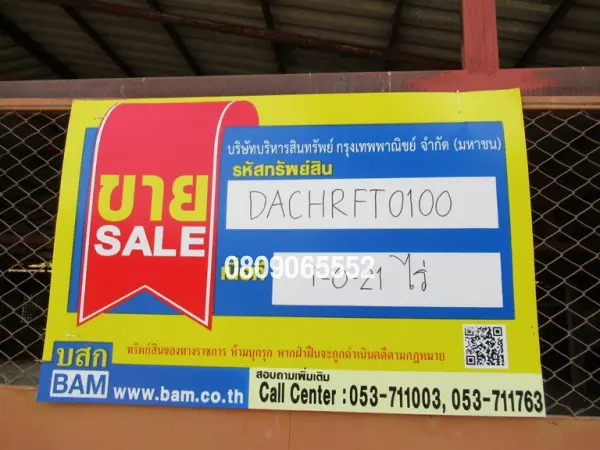 บริษัทบริหารสินทรัพย์ กรุงเทพพาณิชย์ จำกัด (มหาชน)
รหัสทรัพย์สิน
ขาย
SALE
DACHRFT0100
0809065552
เนื้อที่
1-0-21 ไร่
ทรัพย์สินของทางราชการ ห้ามบุกรุก หากฝ่าฝืนจะถูกดำเนินคดีตามกฎหมาย
บสก
BAM
www.bam.co.th
สอบถามเพิ่มเติม
Call Center : 053-711003, 053-711763